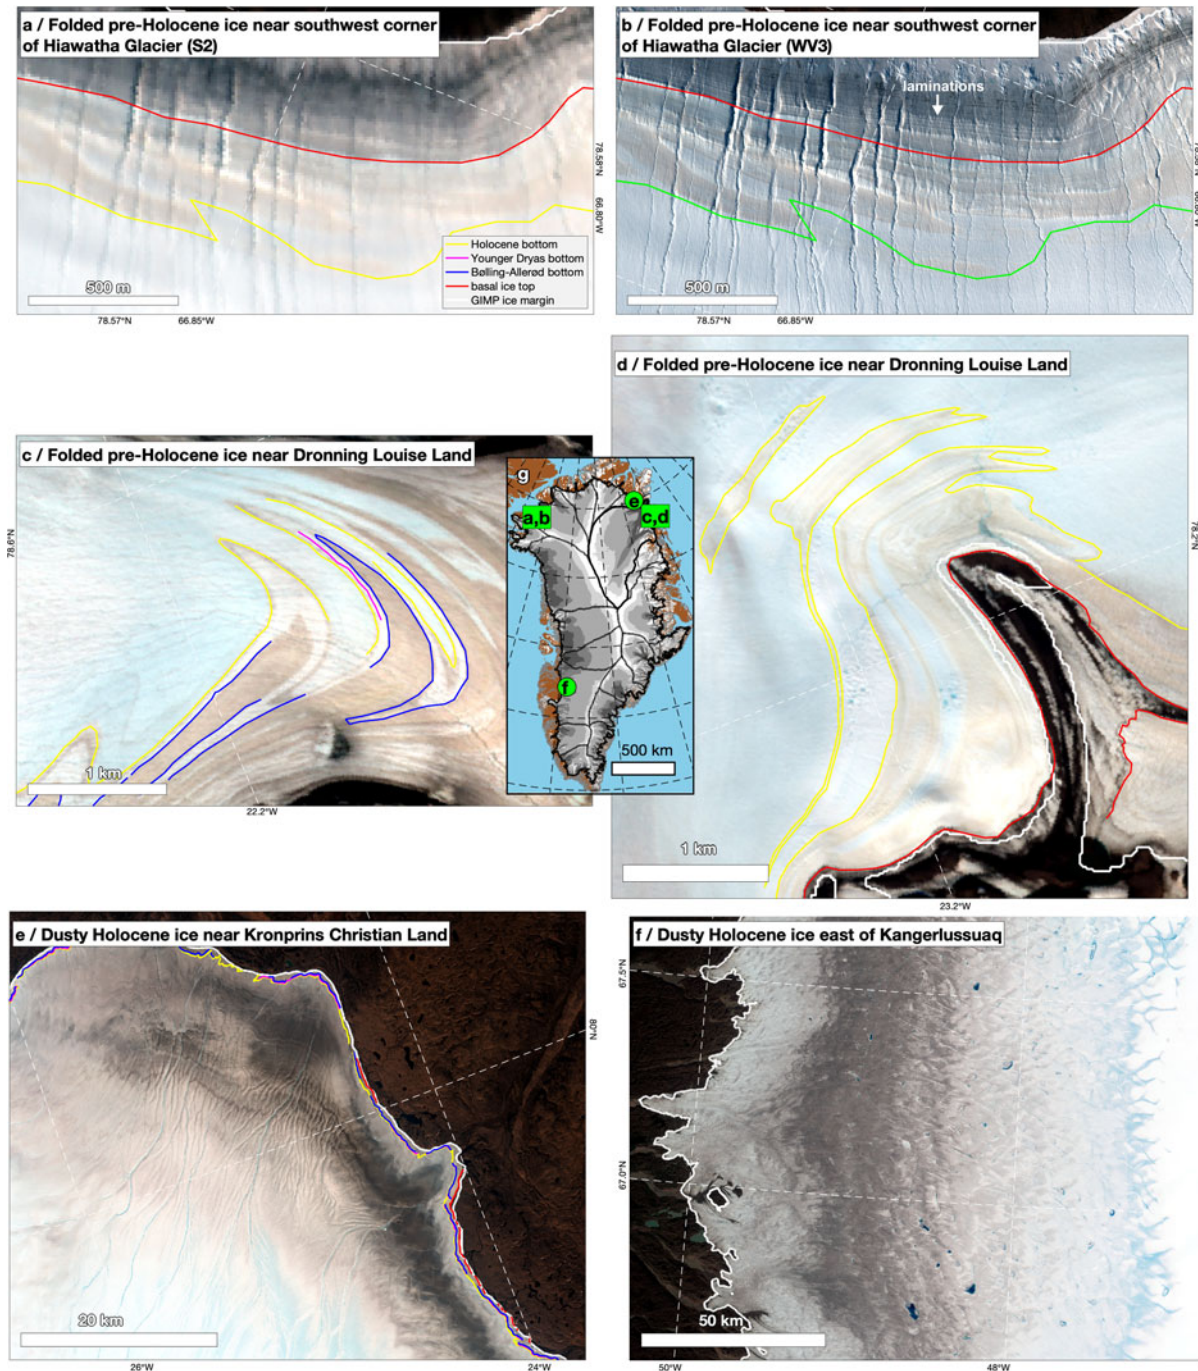 a / Folded pre-Holocene ice near southwest corner
of Hiawatha Glacier (S2)
78.58°N
66.80°W
Holocene bottom
Younger Dryas bottom
Bølling-Allerød bottom
basal ice top
GIMP ice margin
500 m
78.57°N
66.85°W
b / Folded pre-Holocene ice near southwest corner
of Hiawatha Glacier (WV3)
laminations
78.58°N
66.80°W
500 m
78.57°N
66.85°W
c / Folded pre-Holocene ice near Dronning Louise Land
78.6°N
1 km
22.2°W
g
a,b
e
c,d
f
500 km
d / Folded pre-Holocene ice near Dronning Louise Land
78.2°N
1 km
23.2°W
e / Dusty Holocene ice near Kronprins Christian Land
80°N
20 km
26°W
24°W
f / Dusty Holocene ice east of Kangerlussuaq
67.5°N
67.0°N
50 km
50°W
48°W